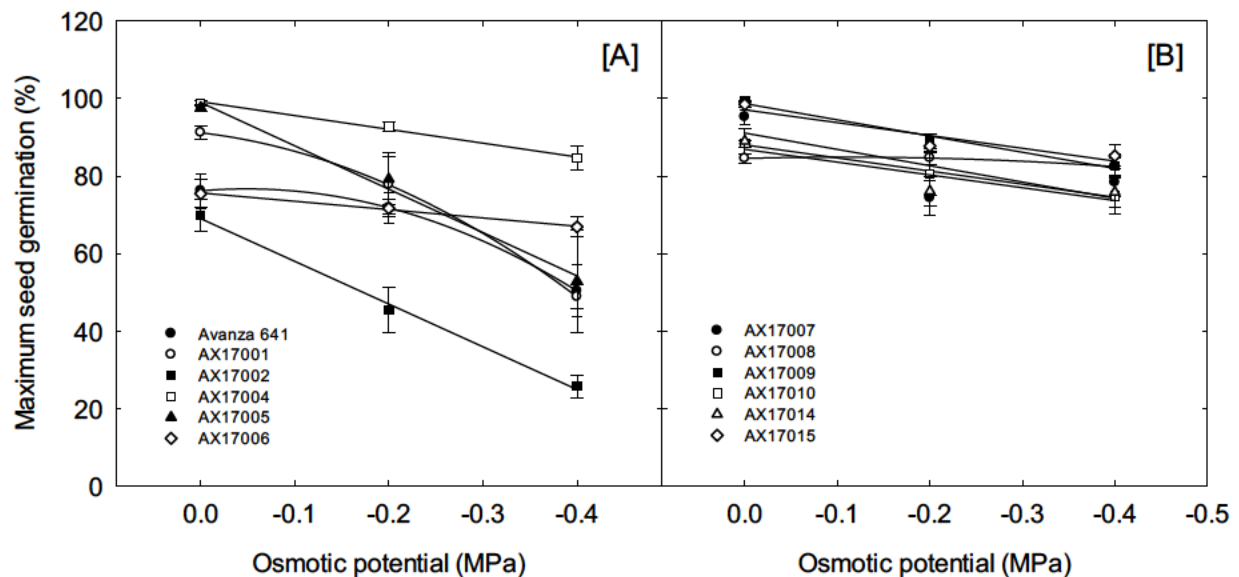 Maximum seed germination (%)
120
100
80
60
40
20
0
[A]
Avanza 641
AX17001
AX17002
AX17004
AX17005
AX17006
0.0 -0.1 -0.2 -0.3 -0.4
Osmotic potential (MPa)
[B]
AX17007
AX17008
AX17009
AX17010
AX17014
AX17015
0.0 -0.1 -0.2 -0.3 -0.4 -0.5
Osmotic potential (MPa)